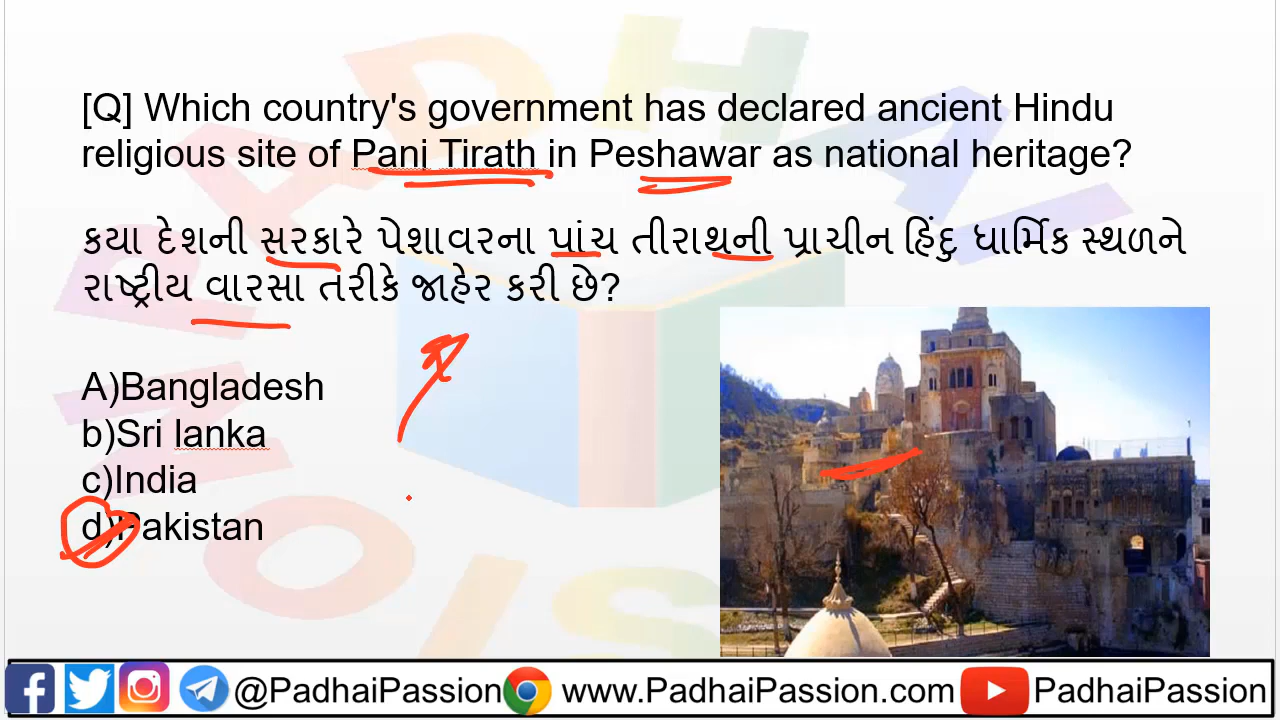 [Q] Which country's government has declared ancient Hindu
religious site of Panj Tirath in Peshawar as national heritage?
કયા દેશની સરકારે પેશાવરના પાંચ તીરાથની પ્રાચીન હિંદુ ધાર્મિક સ્થળને
રાષ્ટ્રીય વારસા તરીકે જાહેર કરી છે?
A)Bangladesh
b)Sri lanka
c)India
d)Pakistan
@PadhaiPassion www.PadhaiPassion.com PadhaiPassion